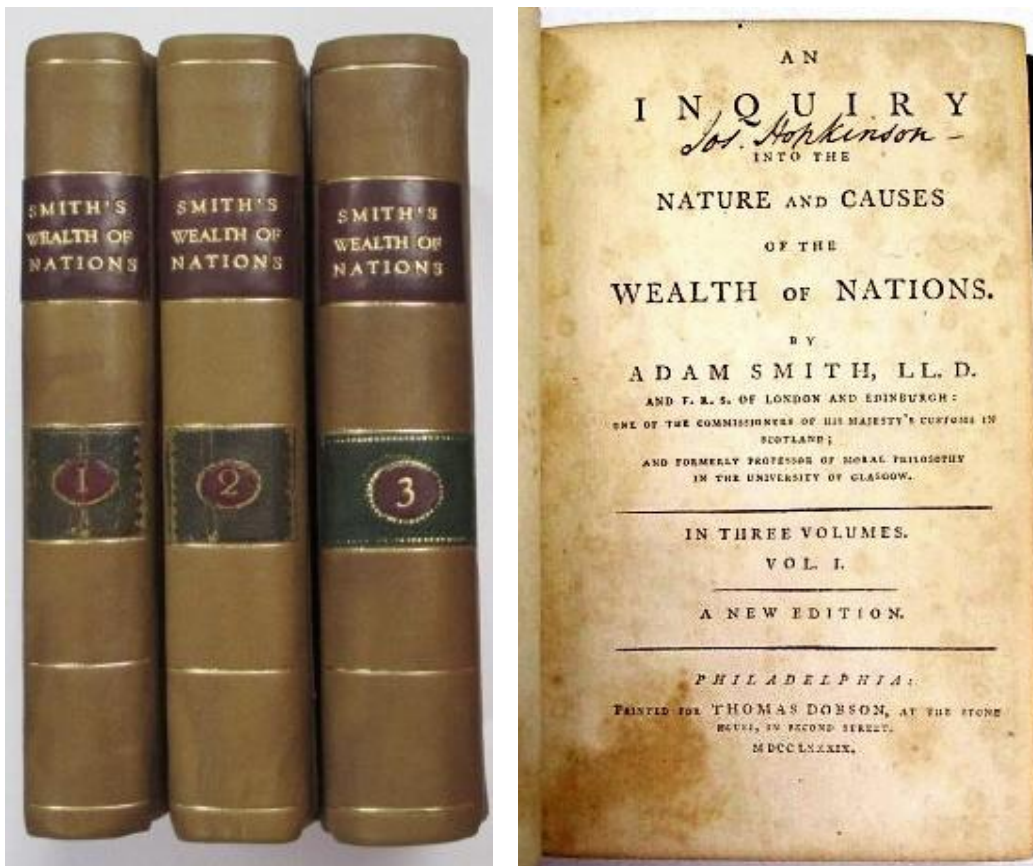 SMITH'S
WEALTH OF
NATIONS
1
SMITH'S
WEALTH OF
NATIONS
2
SMITH'S
WEALTH OF
NATIONS
3
AN
INQUIRY
Jos. Hopkinson –
INTO THE
NATURE AND CAUSES
OF THE
WEALTH OF NATIONS.
BY
ADAM SMITH, LL. D.
AND F. R. S. OF LONDON AND EDINBURGH:
ONE OF THE COMMISSIONERS OF HIS MAJESTY'S CUSTOMS IN
SCOTLAND;
AND FORMERLY PROFESSOR OF MORAL PHILOSOPHY
IN THE UNIVERSITY OF GLASGOW.
IN THREE VOLUMES.
VOL. I.
A NEW EDITION.
PHILADELPHIA:
PRINTED FOR THOMAS DOBSON, AT THE STONE
HOUSE, IN SECOND STREET.
MDCCLXXXIX.